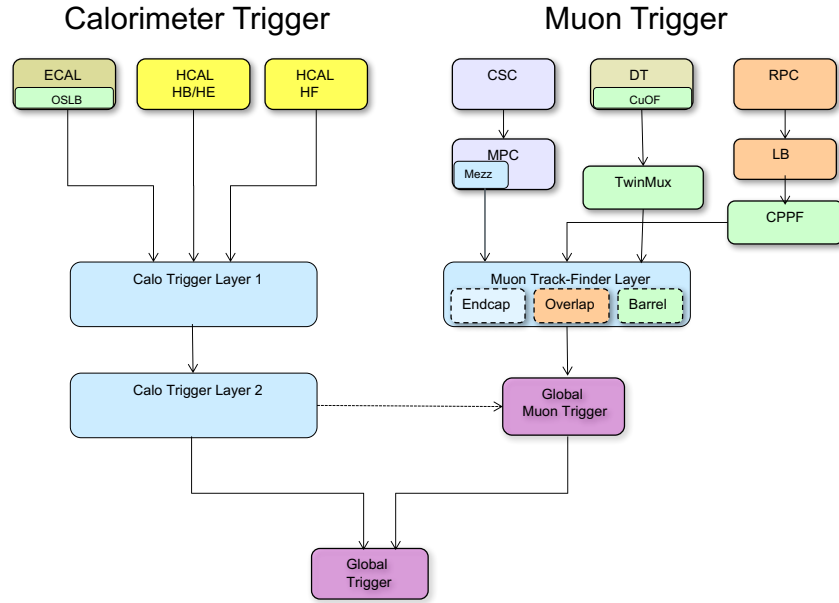 Calorimeter Trigger
Muon Trigger
ECAL
OSLB
HCAL
HB/HE
HCAL
HF
CSC
DT
CuOF
RPC
MPC
Mezz
TwinMux
LB
CPPF
Calo Trigger Layer 1
Muon Track-Finder Layer
Endcap
Overlap
Barrel
Calo Trigger Layer 2
Global
Muon Trigger
Global
Trigger